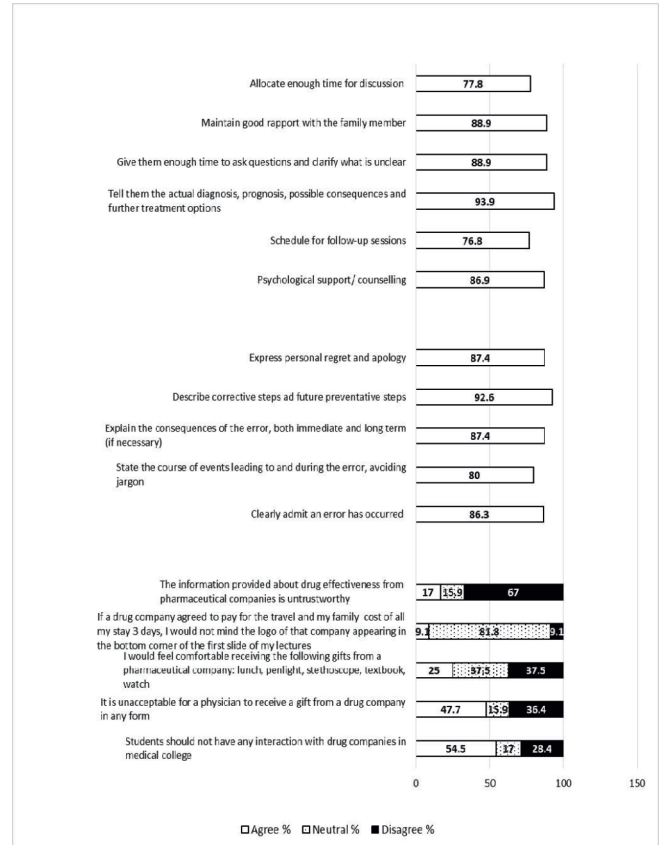 Allocate enough time for discussion
77.8
Maintain good rapport with the family member
88.9
Give them enough time to ask questions and clarify what is unclear
88.9
Tell them the actual diagnosis, prognosis, possible consequences and
further treatment options
93.9
Schedule for follow-up sessions
76.8
Psychological support/ counselling
86.9
Express personal regret and apology
87.4
Describe corrective steps ad future preventative steps
92.6
Explain the consequences of the error, both immediate and long term
(if necessary)
87.4
State the course of events leading to and during the error, avoiding
jargon
80
Clearly admit an error has occurred
86.3
The information provided about drug effectiveness from
pharmaceutical companies is untrustworthy
17 15.9 67
If a drug company agreed to pay for the travel and my family cost of all
my stay 3 days, I would not mind the logo of that company appearing in
the bottom corner of the first slide of my lectures
9.1 81.8 9.1
I would feel comfortable receiving the following gifts from a
pharmaceutical company: lunch, penlight, stethoscope, textbook,
watch
25 37.5 37.5
It is unacceptable for a physician to receive a gift from a drug company
in any form
47.7 15.9 36.4
Students should not have any interaction with drug companies in
medical college
54.5 17 28.4
0 50 100 150
Agree % Neutral % Disagree %